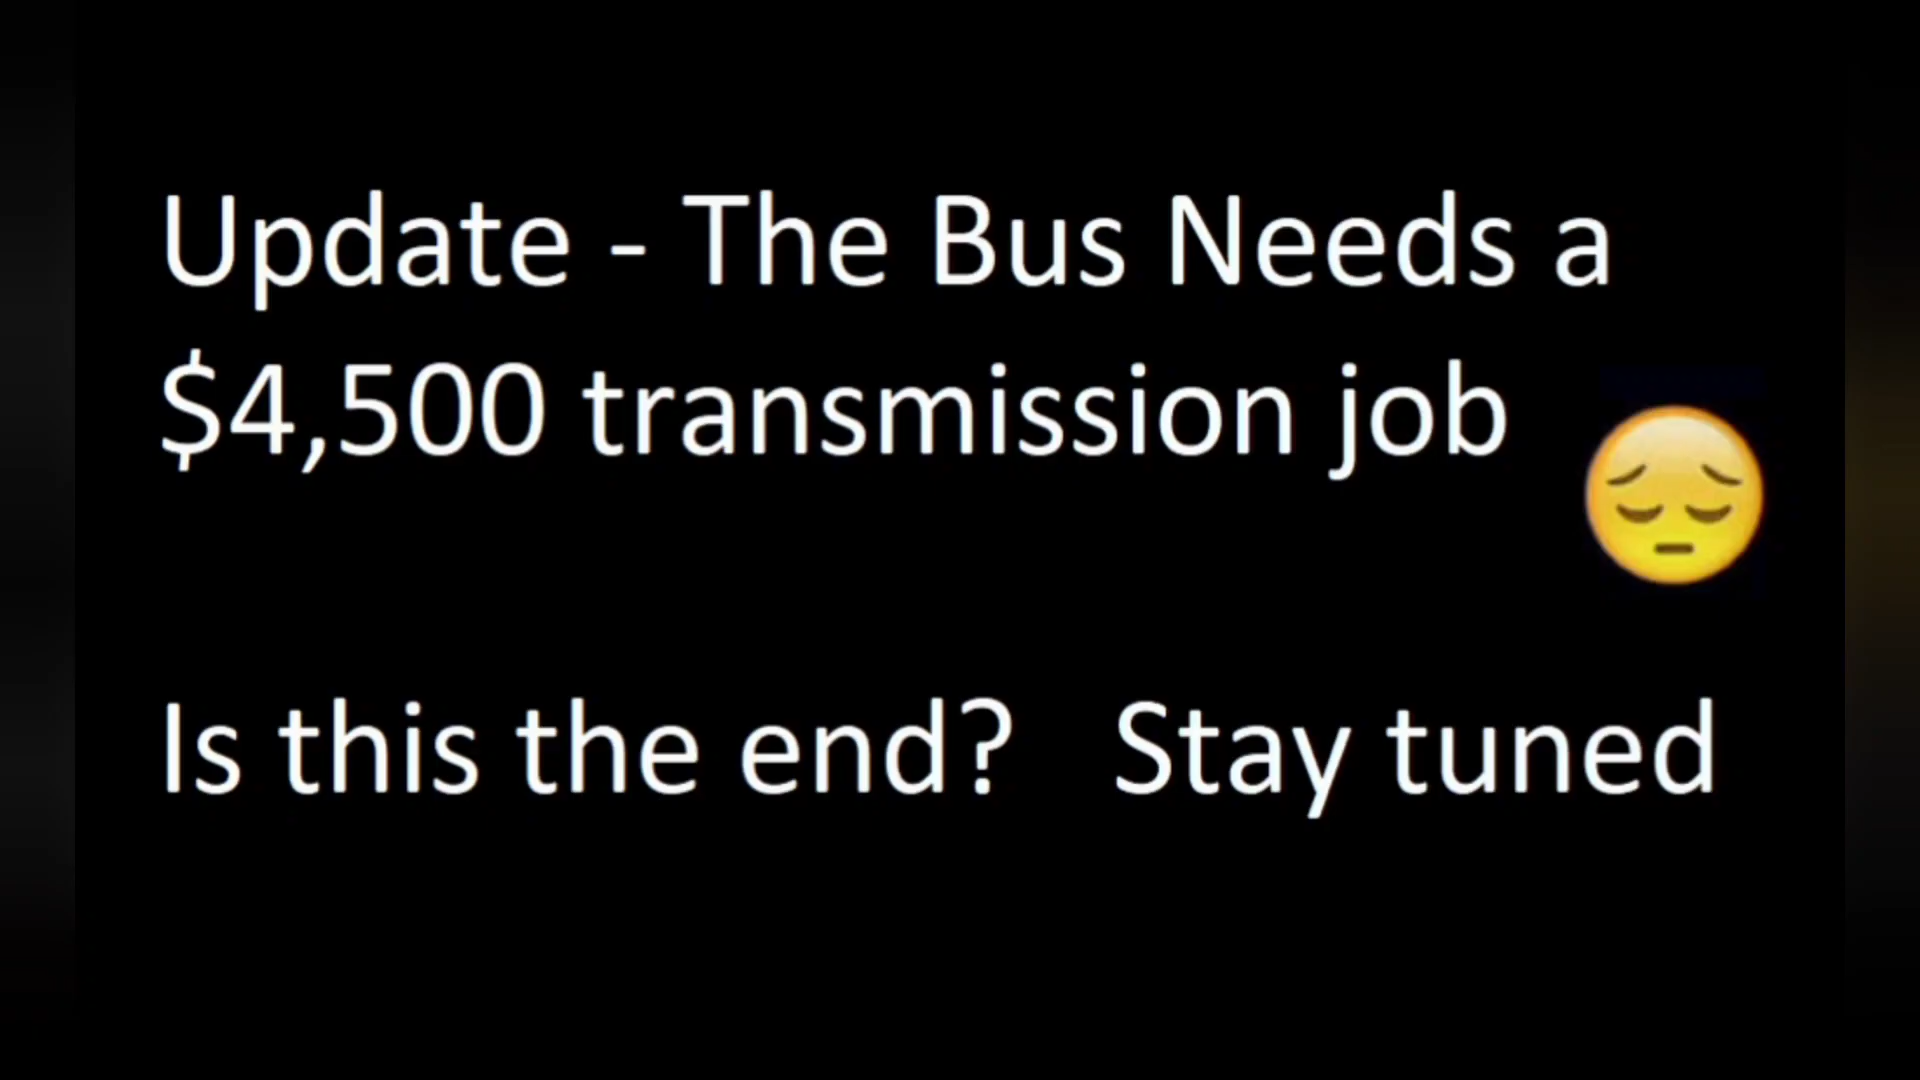 Update - The Bus Needs a
$4,500 transmission job
Is this the end?   Stay tuned